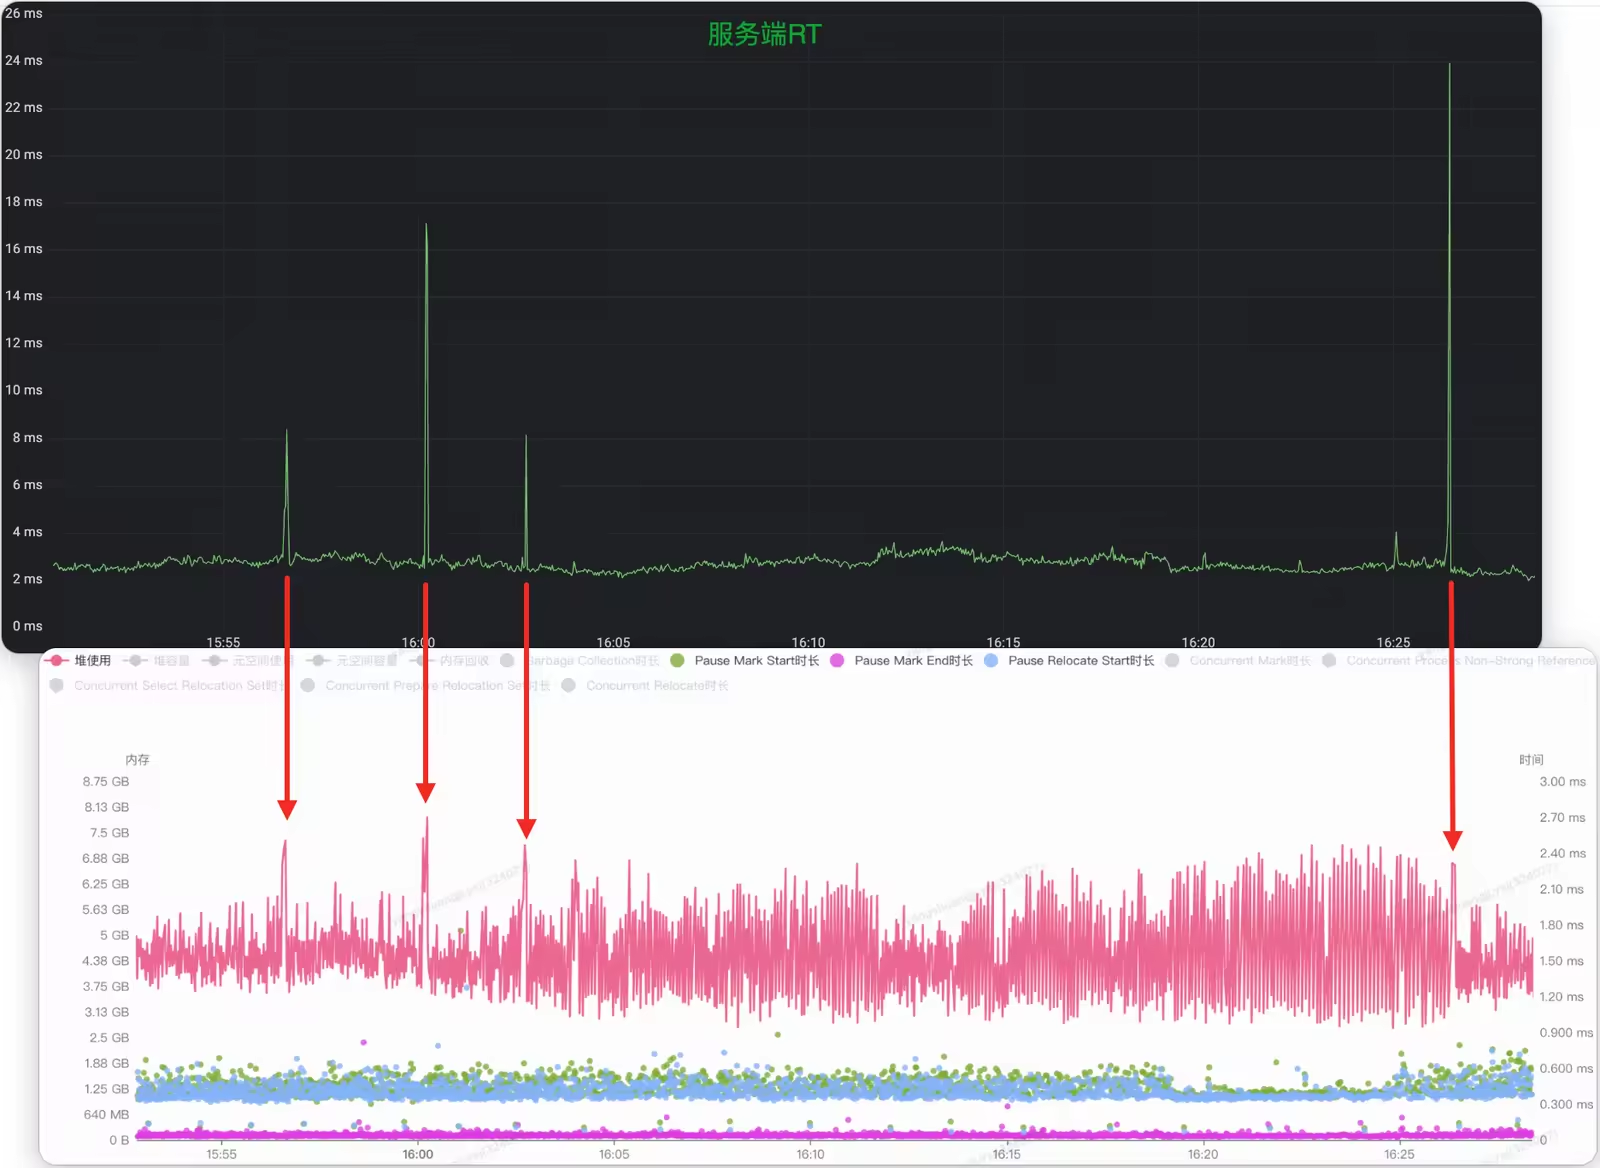 服务端RT
26 ms
24 ms
22 ms
20 ms
18 ms
16 ms
14 ms
12 ms
10 ms
8 ms
6 ms
4 ms
2 ms
0 ms
15:55 16:00 16:05 16:10 16:15 16:20 16:25
堆使用 堆容量 元空间使用 元空间容量 内存回收 Garbage Collection时长 Pause Mark Start时长 Pause Mark End时长 Pause Relocate Start时长 Concurrent Mark时长 Concurrent Process Non-Strong Reference
Concurrent Select Relocation Set时长 Concurrent Prepare Relocation Set时长 Concurrent Relocate时长
内存 时间
8.75 GB 3.00 ms
8.13 GB 2.70 ms
7.5 GB 2.40 ms
6.88 GB 2.10 ms
6.25 GB 1.80 ms
5.63 GB 1.50 ms
5 GB 1.20 ms
4.38 GB 0.900 ms
3.75 GB 0.600 ms
3.13 GB 0.300 ms
2.5 GB 0
1.88 GB
1.25 GB
640 MB
0 B
15:55 16:00 16:05 16:10 16:15 16:20 16:25